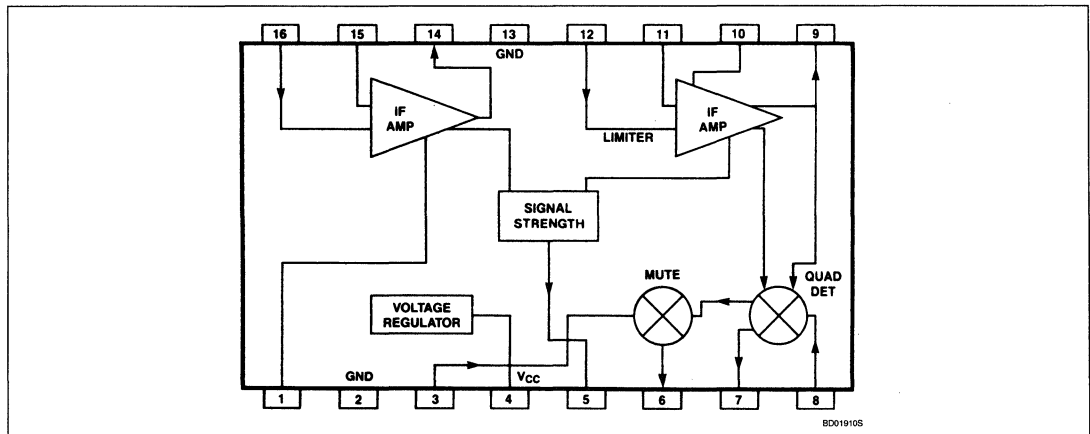 16 15 14 13 12 11 10 9
GND
IF
AMP
IF
AMP
LIMITER
SIGNAL
STRENGTH
MUTE
QUAD
DET
VOLTAGE
REGULATOR
GND
VCC
1 2 3 4 5 6 7 8
BD01910S